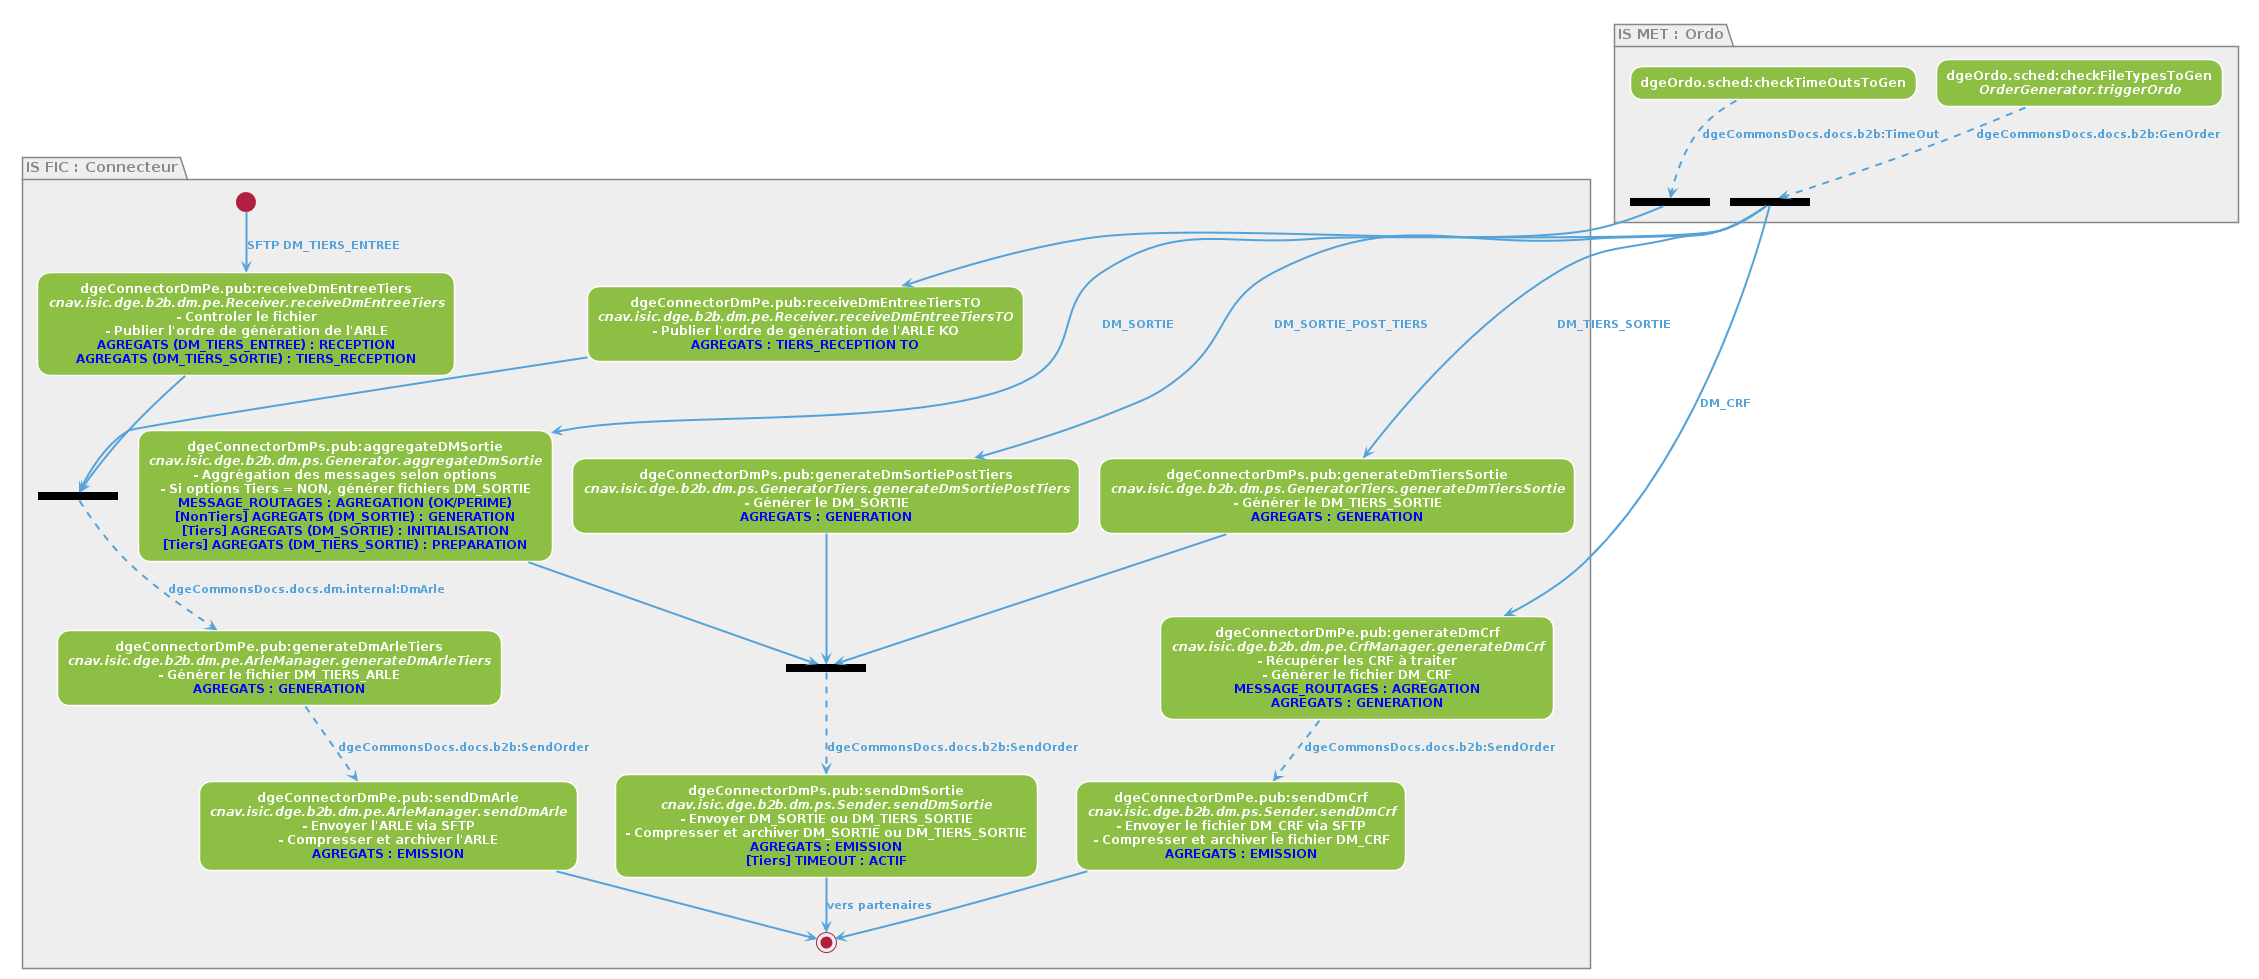 IS MET : Ordo
dgeOrdo.sched:checkTimeOutsToGen
dgeOrdo.sched:checkFileTypesToGen
OrderGenerator.triggerOrdo
dgeCommonsDocs.docs.b2b:TimeOut
dgeCommonsDocs.docs.b2b:GenOrder
IS FIC : Connecteur
SFTP DM_TIERS_ENTREE
dgeConnectorDmPe.pub:receiveDmEntreeTiers
cnav.isic.dge.b2b.dm.pe.Receiver.receiveDmEntreeTiers
- Controler le fichier
- Publier l'ordre de génération de l'ARLE
AGREGATS (DM_TIERS_ENTREE) : RECEPTION
AGREGATS (DM_TIERS_SORTIE) : TIERS_RECEPTION
dgeConnectorDmPe.pub:receiveDmEntreeTiersTO
cnav.isic.dge.b2b.dm.pe.Receiver.receiveDmEntreeTiersTO
- Publier l'ordre de génération de l'ARLE KO
AGREGATS : TIERS_RECEPTION TO
DM_SORTIE
DM_SORTIE_POST_TIERS
DM_TIERS_SORTIE
DM_CRF
dgeConnectorDmPs.pub:aggregateDMSortie
cnav.isic.dge.b2b.dm.ps.Generator.aggregateDmSortie
- Aggrégation des messages selon options
- Si options Tiers = NON, générer fichiers DM_SORTIE
MESSAGE_ROUTAGES : AGREGATION (OK/PERIME)
[NonTiers] AGREGATS (DM_SORTIE) : GENERATION
[Tiers] AGREGATS (DM_SORTIE) : INITIALISATION
[Tiers] AGREGATS (DM_TIERS_SORTIE) : PREPARATION
dgeConnectorDmPs.pub:generateDmSortiePostTiers
cnav.isic.dge.b2b.dm.ps.GeneratorTiers.generateDmSortiePostTiers
- Générer le DM_SORTIE
AGREGATS : GENERATION
dgeConnectorDmPs.pub:generateDmTiersSortie
cnav.isic.dge.b2b.dm.ps.GeneratorTiers.generateDmTiersSortie
- Générer le DM_TIERS_SORTIE
AGREGATS : GENERATION
dgeCommonsDocs.docs.dm.internal:DmArle
dgeConnectorDmPe.pub:generateDmArleTiers
cnav.isic.dge.b2b.dm.pe.ArleManager.generateDmArleTiers
- Générer le fichier DM_TIERS_ARLE
AGREGATS : GENERATION
dgeConnectorDmPe.pub:generateDmCrf
cnav.isic.dge.b2b.dm.pe.CrfManager.generateDmCrf
- Récupérer les CRF à traiter
- Générer le fichier DM_CRF
MESSAGE_ROUTAGES : AGREGATION
AGREGATS : GENERATION
dgeCommonsDocs.docs.b2b:SendOrder
dgeCommonsDocs.docs.b2b:SendOrder
dgeCommonsDocs.docs.b2b:SendOrder
dgeConnectorDmPe.pub:sendDmArle
cnav.isic.dge.b2b.dm.pe.ArleManager.sendDmArle
- Envoyer l'ARLE via SFTP
- Compresser et archiver l'ARLE
AGREGATS : EMISSION
dgeConnectorDmPs.pub:sendDmSortie
cnav.isic.dge.b2b.dm.ps.Sender.sendDmSortie
- Envoyer DM_SORTIE ou DM_TIERS_SORTIE
- Compresser et archiver DM_SORTIE ou DM_TIERS_SORTIE
AGREGATS : EMISSION
[Tiers] TIMEOUT : ACTIF
dgeConnectorDmPe.pub:sendDmCrf
cnav.isic.dge.b2b.dm.ps.Sender.sendDmCrf
- Envoyer le fichier DM_CRF via SFTP
- Compresser et archiver le fichier DM_CRF
AGREGATS : EMISSION
vers partenaires